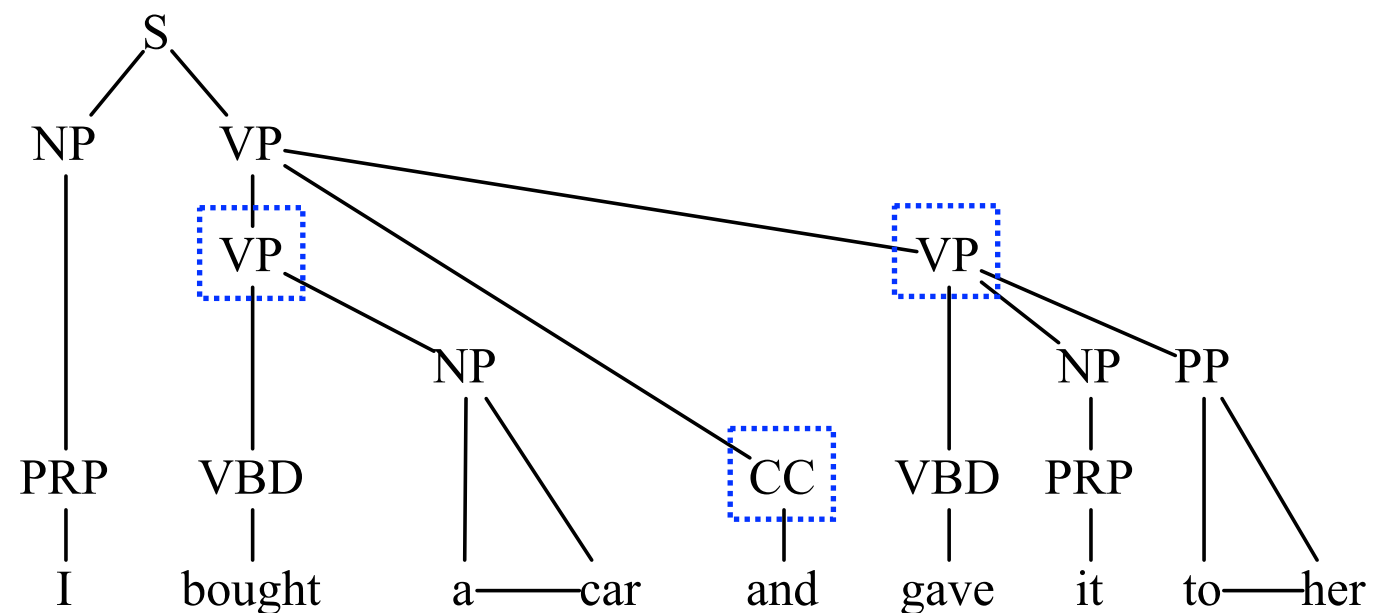 S
NP VP
VP VP
NP NP PP
PRP VBD CC VBD PRP
I bought a car and gave it to her